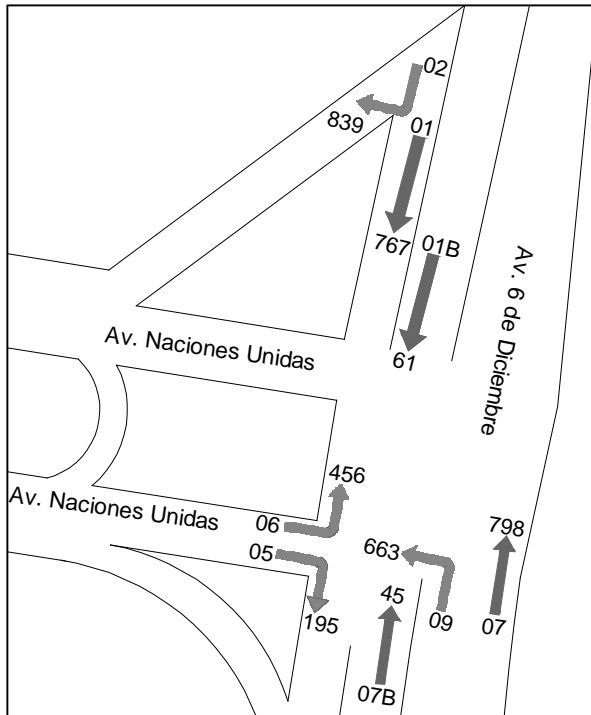 02
839
01
767
01B
61
Av. 6 de Diciembre
Av. Naciones Unidas
456
Av. Naciones Unidas
06
798
05
663
45
195
09
07
07B